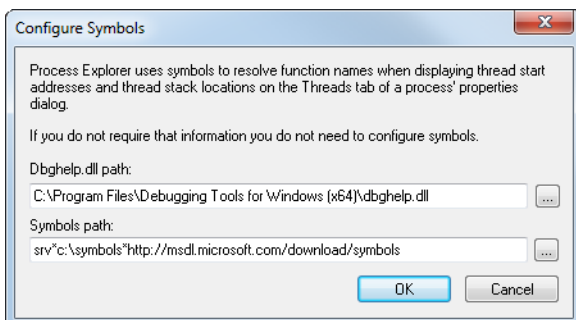 Configure Symbols
Process Explorer uses symbols to resolve function names when displaying thread start
addresses and thread stack locations on the Threads tab of a process' properties
dialog.
If you do not require that information you do not need to configure symbols.
Dbghelp.dll path:
C:\Program Files\Debugging Tools for Windows (x64)\dbghelp.dll
...
Symbols path:
srv*c:\symbols*http://msdl.microsoft.com/download/symbols
...
OK
Cancel